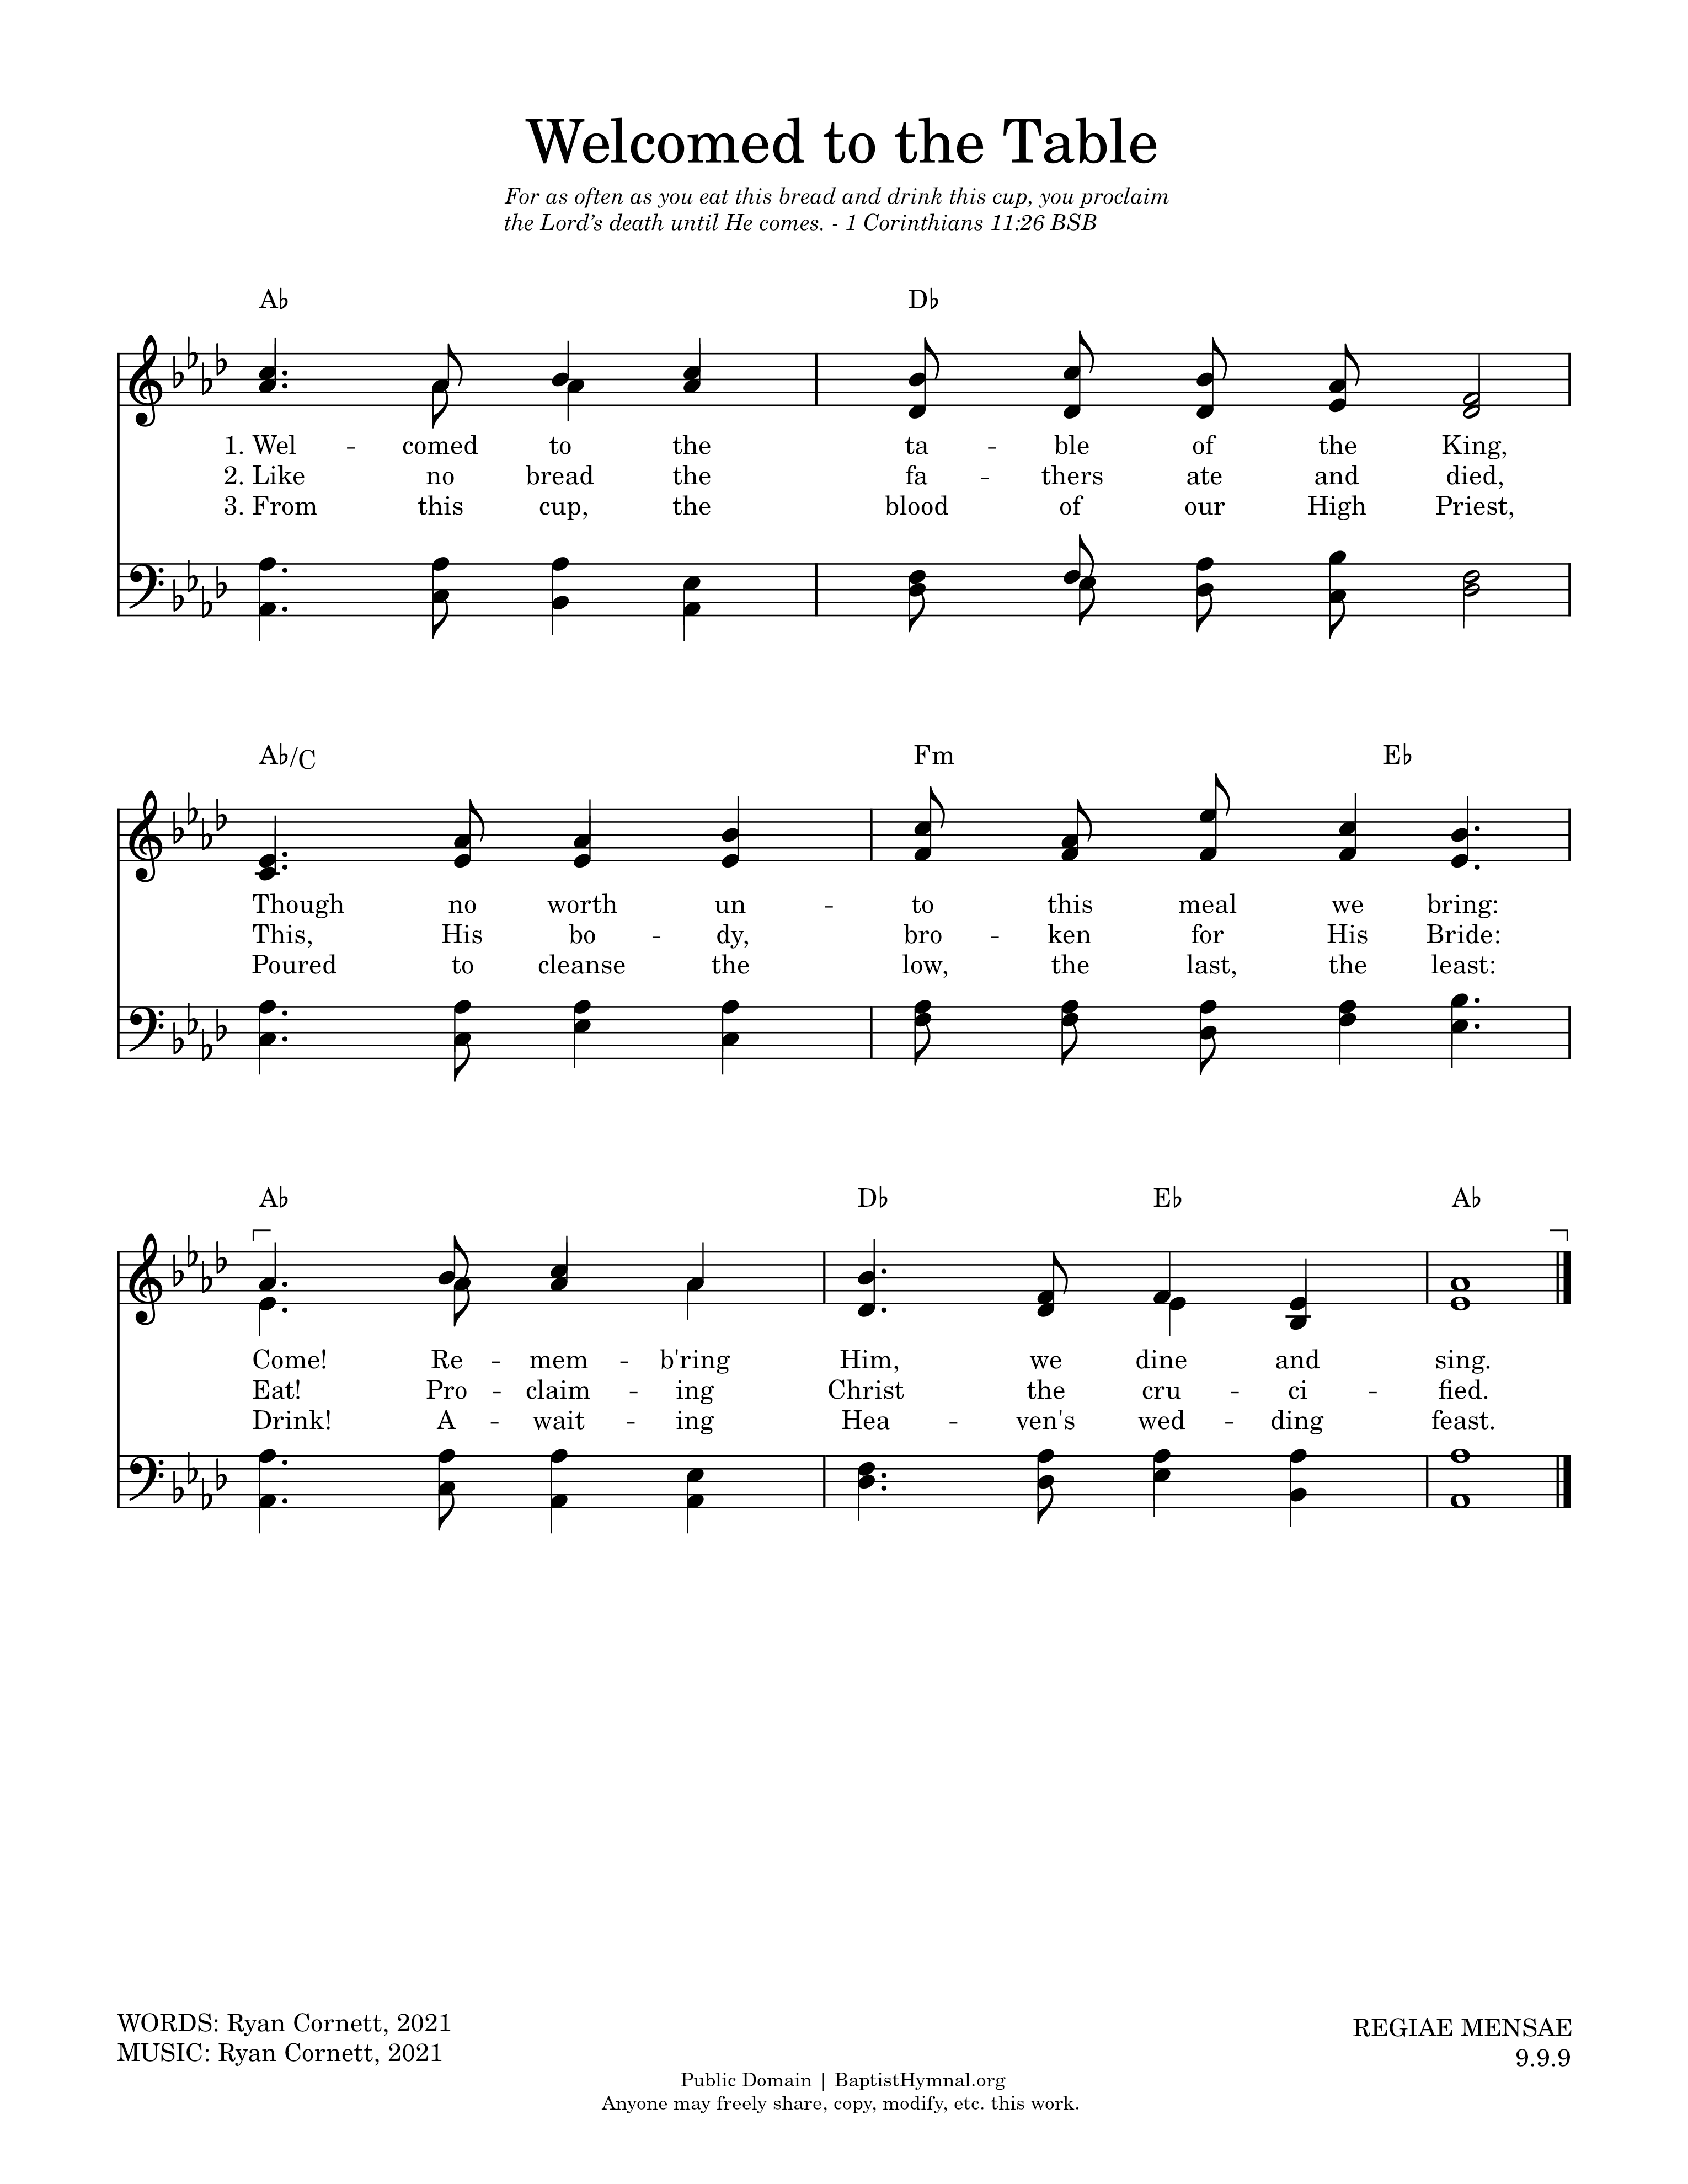 Welcomed to the Table
For as often as you eat this bread and drink this cup, you proclaim
the Lord’s death until He comes. - 1 Corinthians 11:26 BSB
A♭ D♭
1. Wel - comed to the ta - ble of the King,
2. Like no bread the fa - thers ate and died,
3. From this cup, the blood of our High Priest,
A♭/C Fm E♭
Though no worth un - to this meal we bring:
This, His bo - dy, bro - ken for His Bride:
Poured to cleanse the low, the last, the least:
A♭ D♭ E♭ A♭
Come! Re - mem - b'ring Him, we dine and sing.
Eat! Pro - claim - ing Christ the cru - ci - fied.
Drink! A - wait - ing Hea - ven's wed - ding feast.
WORDS: Ryan Cornett, 2021
MUSIC: Ryan Cornett, 2021
REGIAE MENSAE
9.9.9
Public Domain | BaptistHymnal.org
Anyone may freely share, copy, modify, etc. this work.